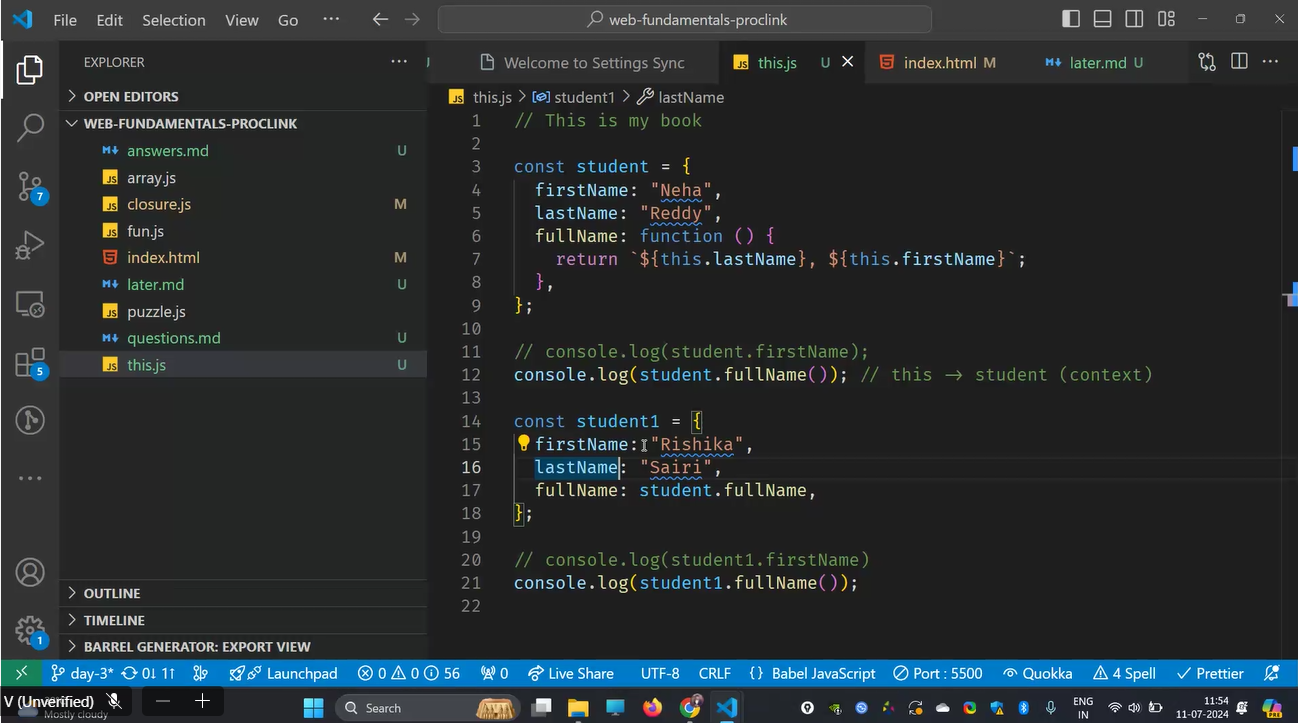 File Edit Selection View Go ··· web-fundamentals-proclink
EXPLORER ···
OPEN EDITORS
WEB-FUNDAMENTALS-PROCLINK
answers.md U
array.js
closure.js M
fun.js
index.html M
later.md U
puzzle.js
questions.md U
this.js U
OUTLINE
TIMELINE
BARREL GENERATOR: EXPORT VIEW
7
5
1
U Welcome to Settings Sync this.js U index.html M later.md U ···
this.js > student1 > lastName
1 // This is my book
2
3 const student = {
4 firstName: "Neha",
5 lastName: "Reddy",
6 fullName: function () {
7 return `${this.lastName}, ${this.firstName}`;
8 },
9 };
10
11 // console.log(student.firstName);
12 console.log(student.fullName()); // this → student (context)
13
14 const student1 = {
15 firstName: "Rishika",
16 lastName: "Sairi",
17 fullName: student.fullName,
18 };
19
20 // console.log(student1.firstName)
21 console.log(student1.fullName());
22
day-3* 0↓ 1↑ Launchpad 0 0 56 0 Live Share UTF-8 CRLF {} Babel JavaScript Port : 5500 Quokka 4 Spell Prettier
V (Unverified)
Mostly cloudy
Search
ENG
IN
11:54
11-07-2024
PRE